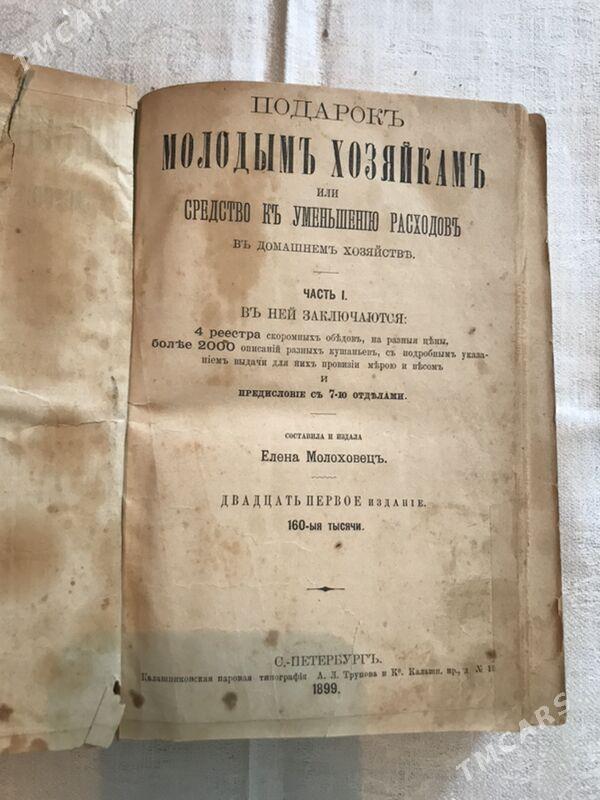 TMCARS
ПОДАРОКЪ
МОЛОДЫМЪ ХОЗЯЙКАМЪ
ИЛИ
СРЕДСТВО КЪ УМЕНЬШЕНІЮ РАСХОДОВЪ
ВЪ ДОМАШНЕМЪ ХОЗЯЙСТВѢ.
ЧАСТЬ I.
ВЪ НЕЙ ЗАКЛЮЧАЮТСЯ:
4 реестра скоромныхъ обѣдовъ, на разныя цѣны,
болѣе 2000 описаній разныхъ кушаньевъ, съ подробнымъ указа-
ніемъ выдачи для нихъ провизіи мѣрою и вѣсомъ
И
ПРЕДИСЛОВІЕ СЪ 7-Ю ОТДѢЛАМИ.
СОСТАВИЛА И ИЗДАЛА
Елена Молоховецъ.
ДВАДЦАТЬ ПЕРВОЕ ИЗДАНІЕ.
160-ыя тысячи.
С.-ПЕТЕРБУРГЪ.
Калашниковская паровая типографія А. Л. Трунова и Ко. Калашн. пр., д. №
1899.
TMCARS